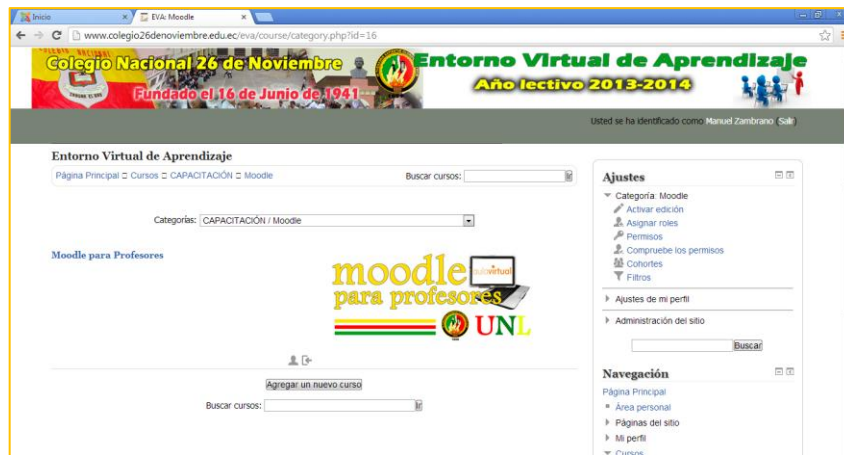 Inicio
EVA: Moodle
www.colegio26denoviembre.edu.ec/eva/course/category.php?id=16
Colegio Nacional 26 de Noviembre
Fundado el 16 de Junio de 1941
Entorno Virtual de Aprendizaje
Año lectivo 2013-2014
Usted se ha identificado como Manuel Zambrano (Salir)
Entorno Virtual de Aprendizaje
Página Principal Cursos CAPACITACIÓN Moodle
Buscar cursos:
Categorías: CAPACITACIÓN / Moodle
Moodle para Profesores
moodle
aulavirtual
para profesores
UNL
Agregar un nuevo curso
Buscar cursos:
Ajustes
Categoría: Moodle
Activar edición
Asignar roles
Permisos
Compruebe los permisos
Cohortes
Filtros
Ajustes de mi perfil
Administración del sitio
Buscar
Navegación
Página Principal
Área personal
Páginas del sitio
Mi perfil
Cursos